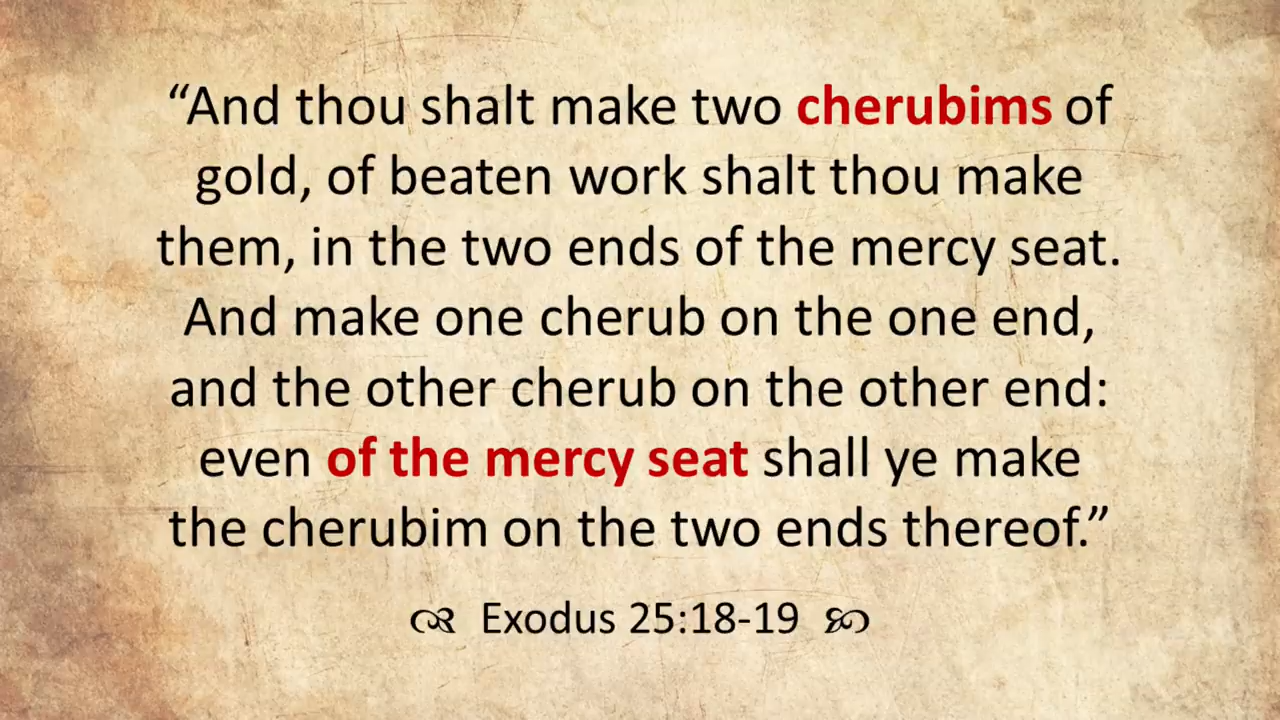 “And thou shalt make two cherubims of
gold, of beaten work shalt thou make
them, in the two ends of the mercy seat.
And make one cherub on the one end,
and the other cherub on the other end:
even of the mercy seat shall ye make
the cherubim on the two ends thereof.”
Exodus 25:18-19